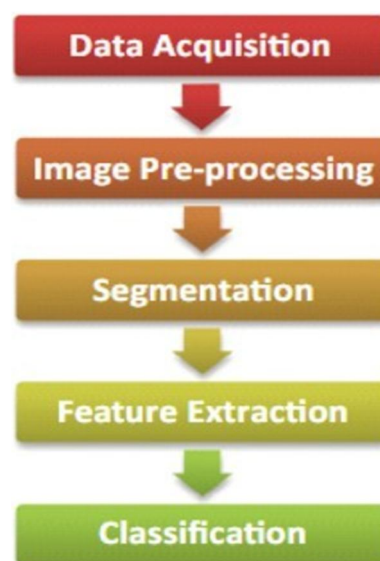 Data Acquisition
Image Pre-processing
Segmentation
Feature Extraction
Classification